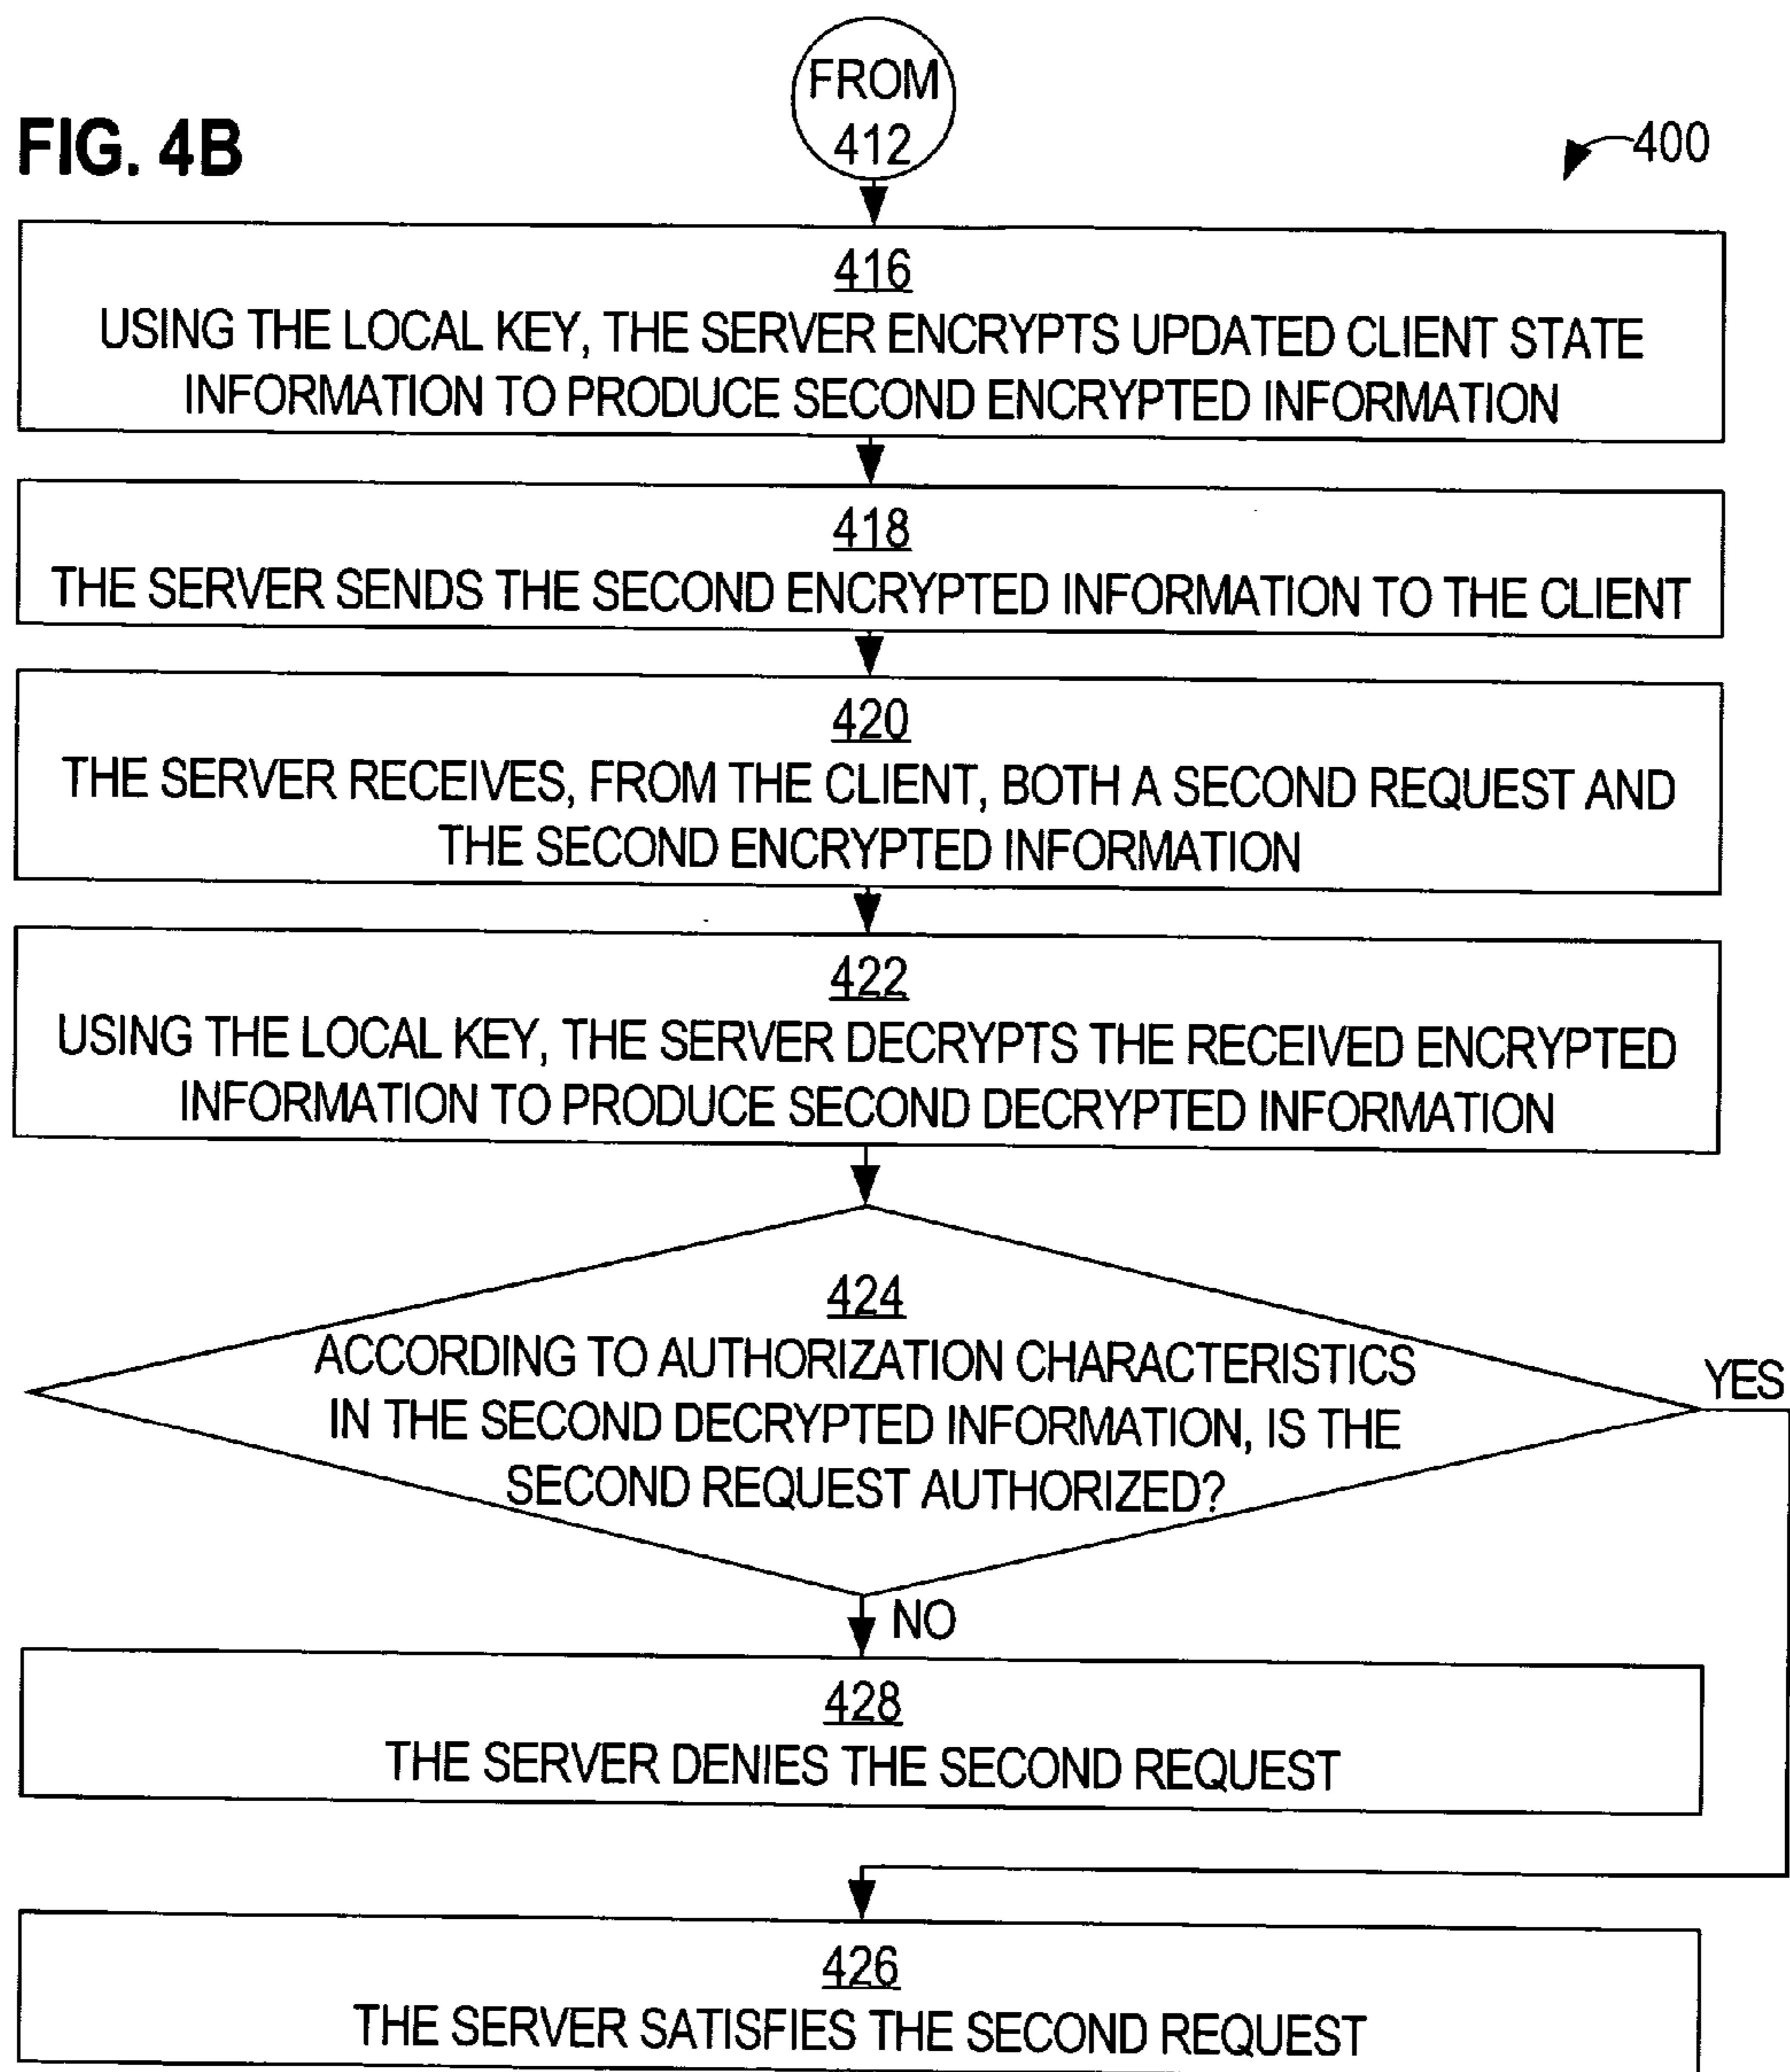 FROM
412
FIG. 4B
400
416
USING THE LOCAL KEY, THE SERVER ENCRYPTS UPDATED CLIENT STATE
INFORMATION TO PRODUCE SECOND ENCRYPTED INFORMATION
418
THE SERVER SENDS THE SECOND ENCRYPTED INFORMATION TO THE CLIENT
420
THE SERVER RECEIVES, FROM THE CLIENT, BOTH A SECOND REQUEST AND
THE SECOND ENCRYPTED INFORMATION
422
USING THE LOCAL KEY, THE SERVER DECRYPTS THE RECEIVED ENCRYPTED
INFORMATION TO PRODUCE SECOND DECRYPTED INFORMATION
424
ACCORDING TO AUTHORIZATION CHARACTERISTICS
IN THE SECOND DECRYPTED INFORMATION, IS THE
SECOND REQUEST AUTHORIZED?
YES
NO
428
THE SERVER DENIES THE SECOND REQUEST
426
THE SERVER SATISFIES THE SECOND REQUEST